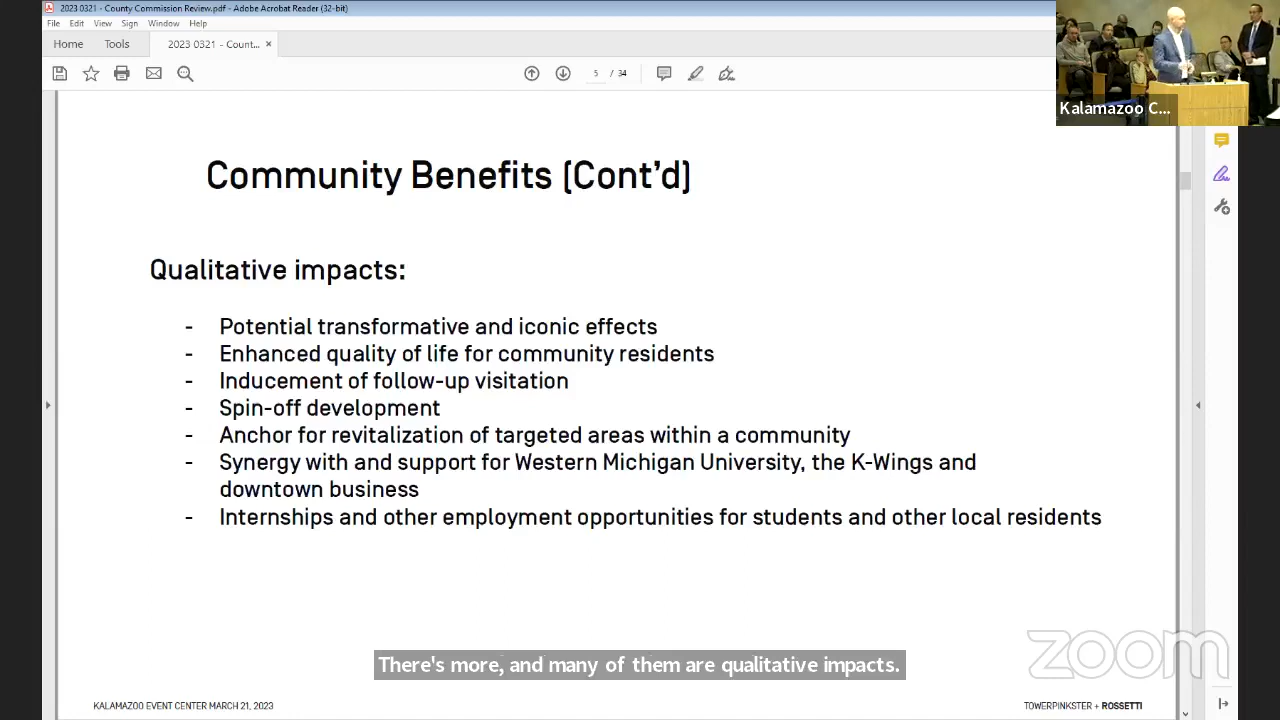 2023 0321 - County Commission Review.pdf - Adobe Acrobat Reader (32-bit)
File Edit View Sign Window Help
Home Tools 2023 0321 - Count... ×
5 / 34
Kalamazoo C...
Community Benefits (Cont'd)
Qualitative impacts:
- Potential transformative and iconic effects
- Enhanced quality of life for community residents
- Inducement of follow-up visitation
- Spin-off development
- Anchor for revitalization of targeted areas within a community
- Synergy with and support for Western Michigan University, the K-Wings and
downtown business
- Internships and other employment opportunities for students and other local residents
There's more, and many of them are qualitative impacts.
zoom
KALAMAZOO EVENT CENTER MARCH 21, 2023
TOWERPINKSTER + ROSSETTI